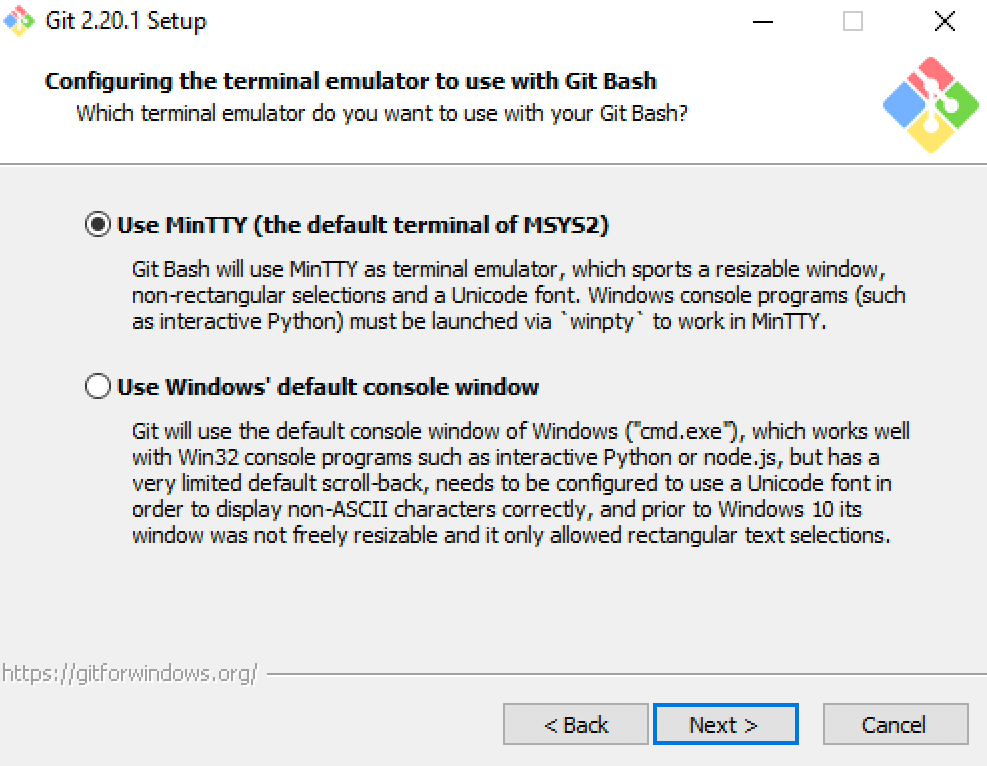 Git 2.20.1 Setup
Configuring the terminal emulator to use with Git Bash
Which terminal emulator do you want to use with your Git Bash?
Use MinTTY (the default terminal of MSYS2)
Git Bash will use MinTTY as terminal emulator, which sports a resizable window,
non-rectangular selections and a Unicode font. Windows console programs (such
as interactive Python) must be launched via `winpty` to work in MinTTY.
Use Windows' default console window
Git will use the default console window of Windows ("cmd.exe"), which works well
with Win32 console programs such as interactive Python or node.js, but has a
very limited default scroll-back, needs to be configured to use a Unicode font in
order to display non-ASCII characters correctly, and prior to Windows 10 its
window was not freely resizable and it only allowed rectangular text selections.
https://gitforwindows.org/
< Back
Next >
Cancel